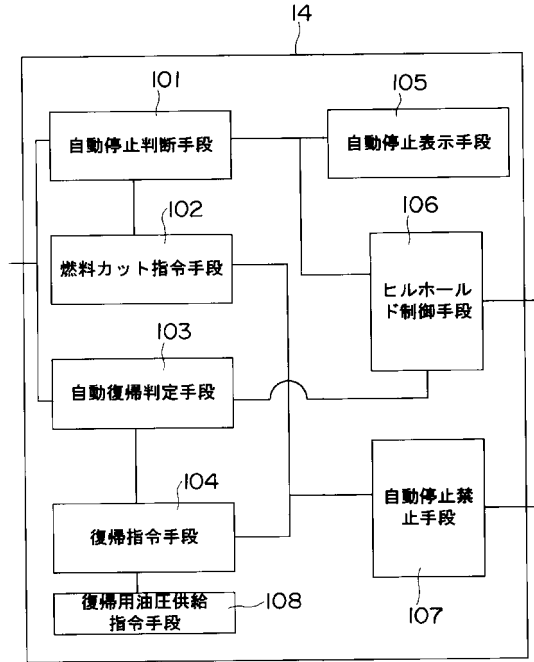 14
101
自動停止判断手段
105
自動停止表示手段
102
燃料カット指令手段
106
ヒルホール
ド制御手段
103
自動復帰判定手段
104
復帰指令手段
自動停止禁
止手段
107
復帰用油圧供給
指令手段
108